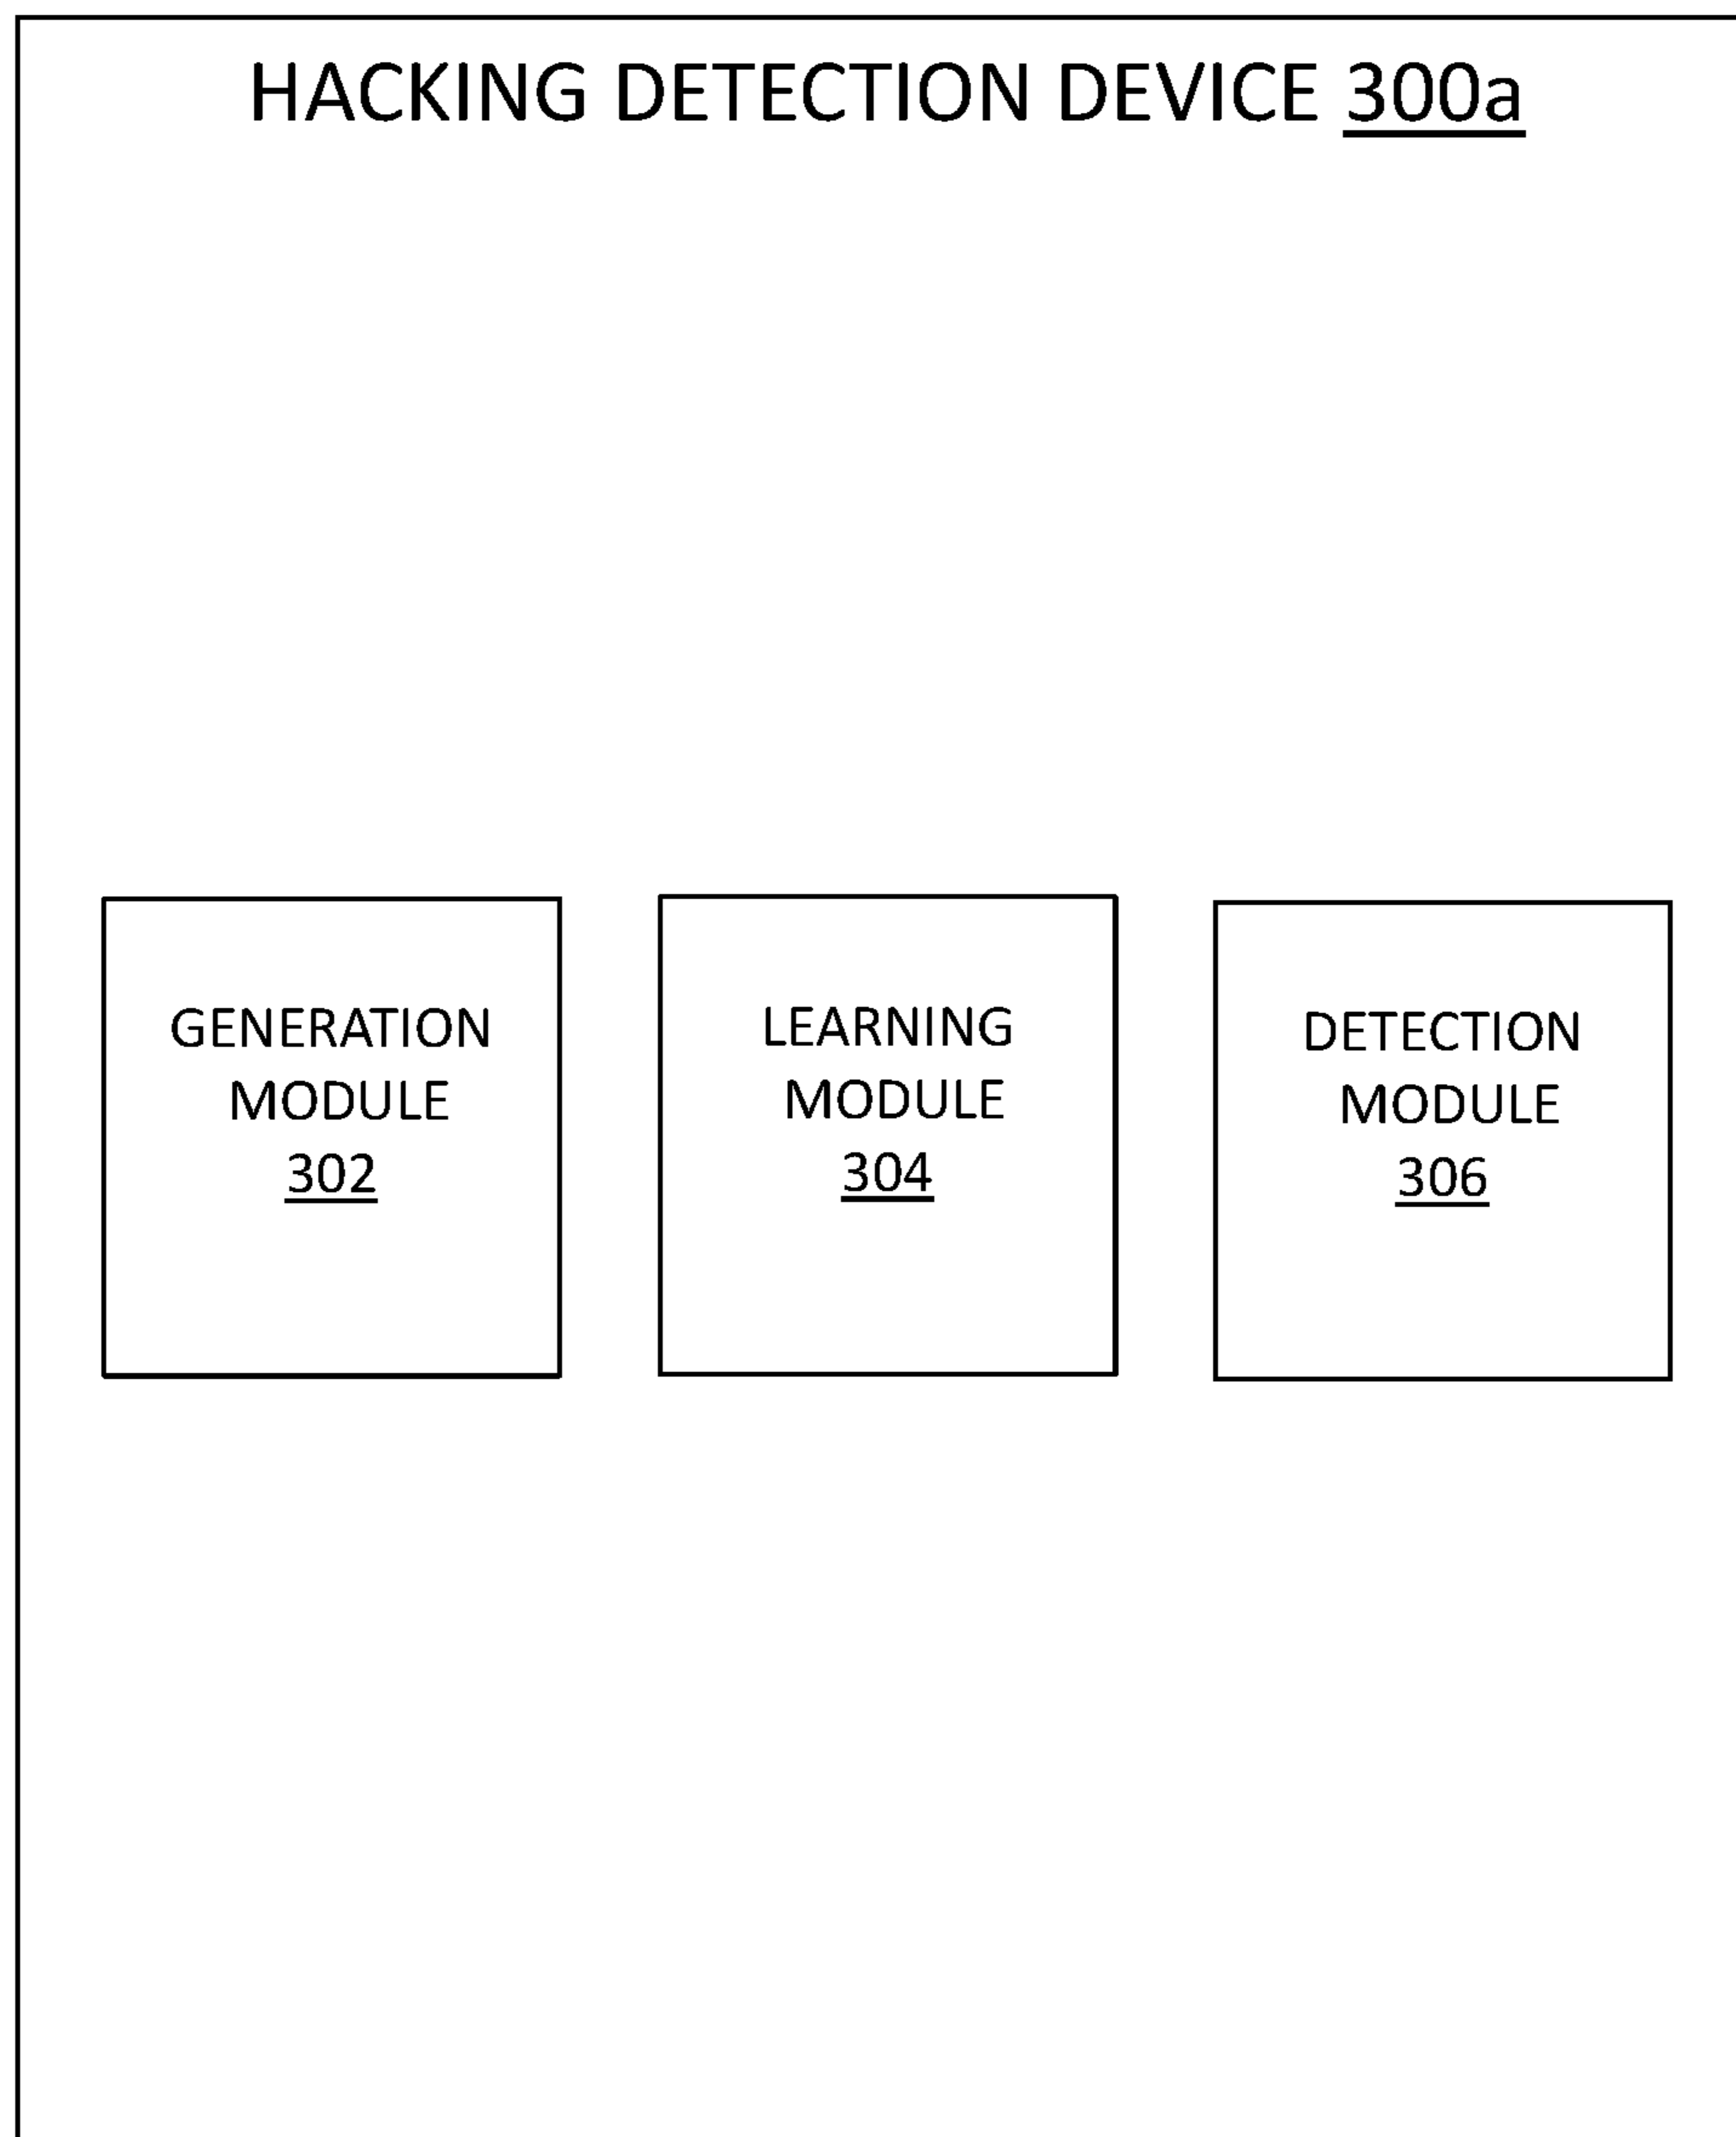 HACKING DETECTION DEVICE 300a
GENERATION
MODULE
302
LEARNING
MODULE
304
DETECTION
MODULE
306